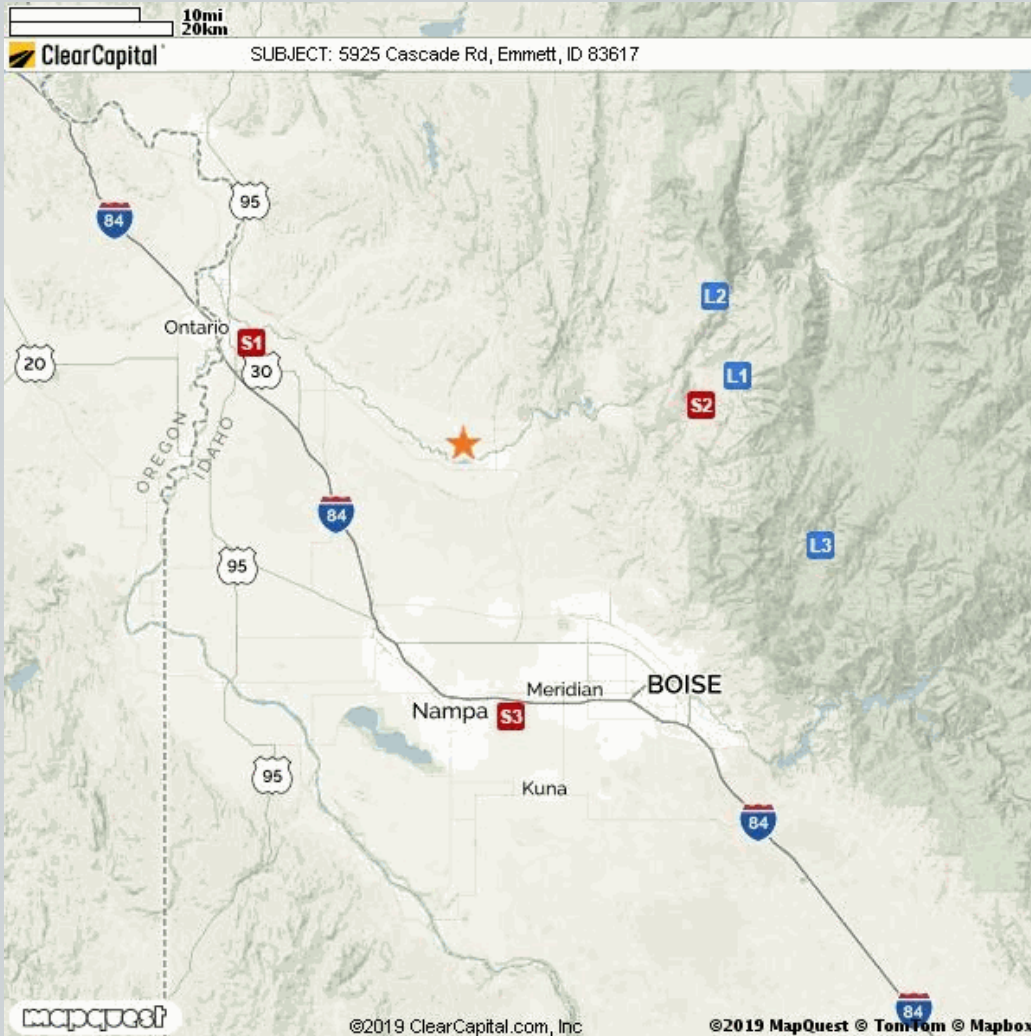 10mi
20km
ClearCapital
SUBJECT: 5925 Cascade Rd, Emmett, ID 83617
95
84
L2
Ontario
S1
20
30
L1
S2
OREGON
IDAHO
84
L3
95
BOISE
Meridian
Nampa
S3
95
Kuna
84
84
mapquest
©2019 ClearCapital.com, Inc
©2019 MapQuest © TomTom © Mapbox